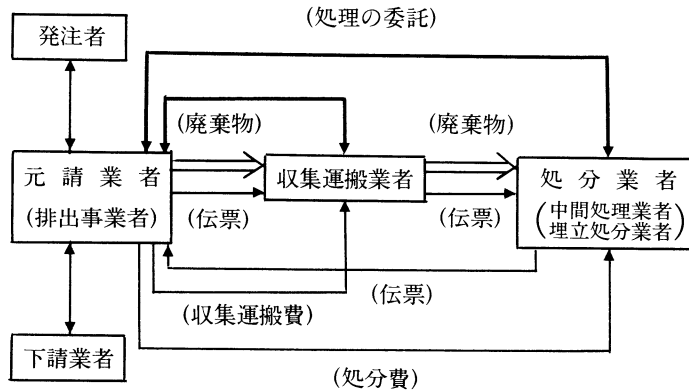 (処理の委託)
発注者
(廃棄物)
(廃棄物)
元請業者
(排出事業者)
収集運搬業者
処分業者
(中間処理業者
埋立処分業者)
(伝票)
(伝票)
(伝票)
(収集運搬費)
下請業者
(処分費)